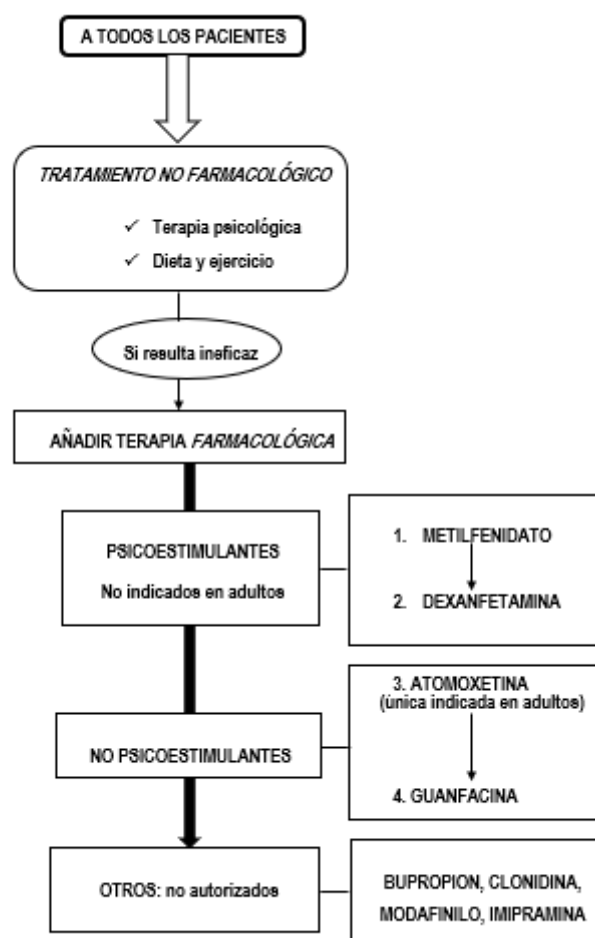 A TODOS LOS PACIENTES
TRATAMIENTO NO FARMACOLÓGICO
✓ Terapia psicológica
✓ Dieta y ejercicio
Si resulta ineficaz
AÑADIR TERAPIA FARMACOLÓGICA
PSICOESTIMULANTES
No indicados en adultos
1. METILFENIDATO
2. DEXANFETAMINA
NO PSICOESTIMULANTES
3. ATOMOXETINA
(única indicada en adultos)
4. GUANFACINA
OTROS: no autorizados
BUPROPION, CLONIDINA,
MODAFINILO, IMIPRAMINA